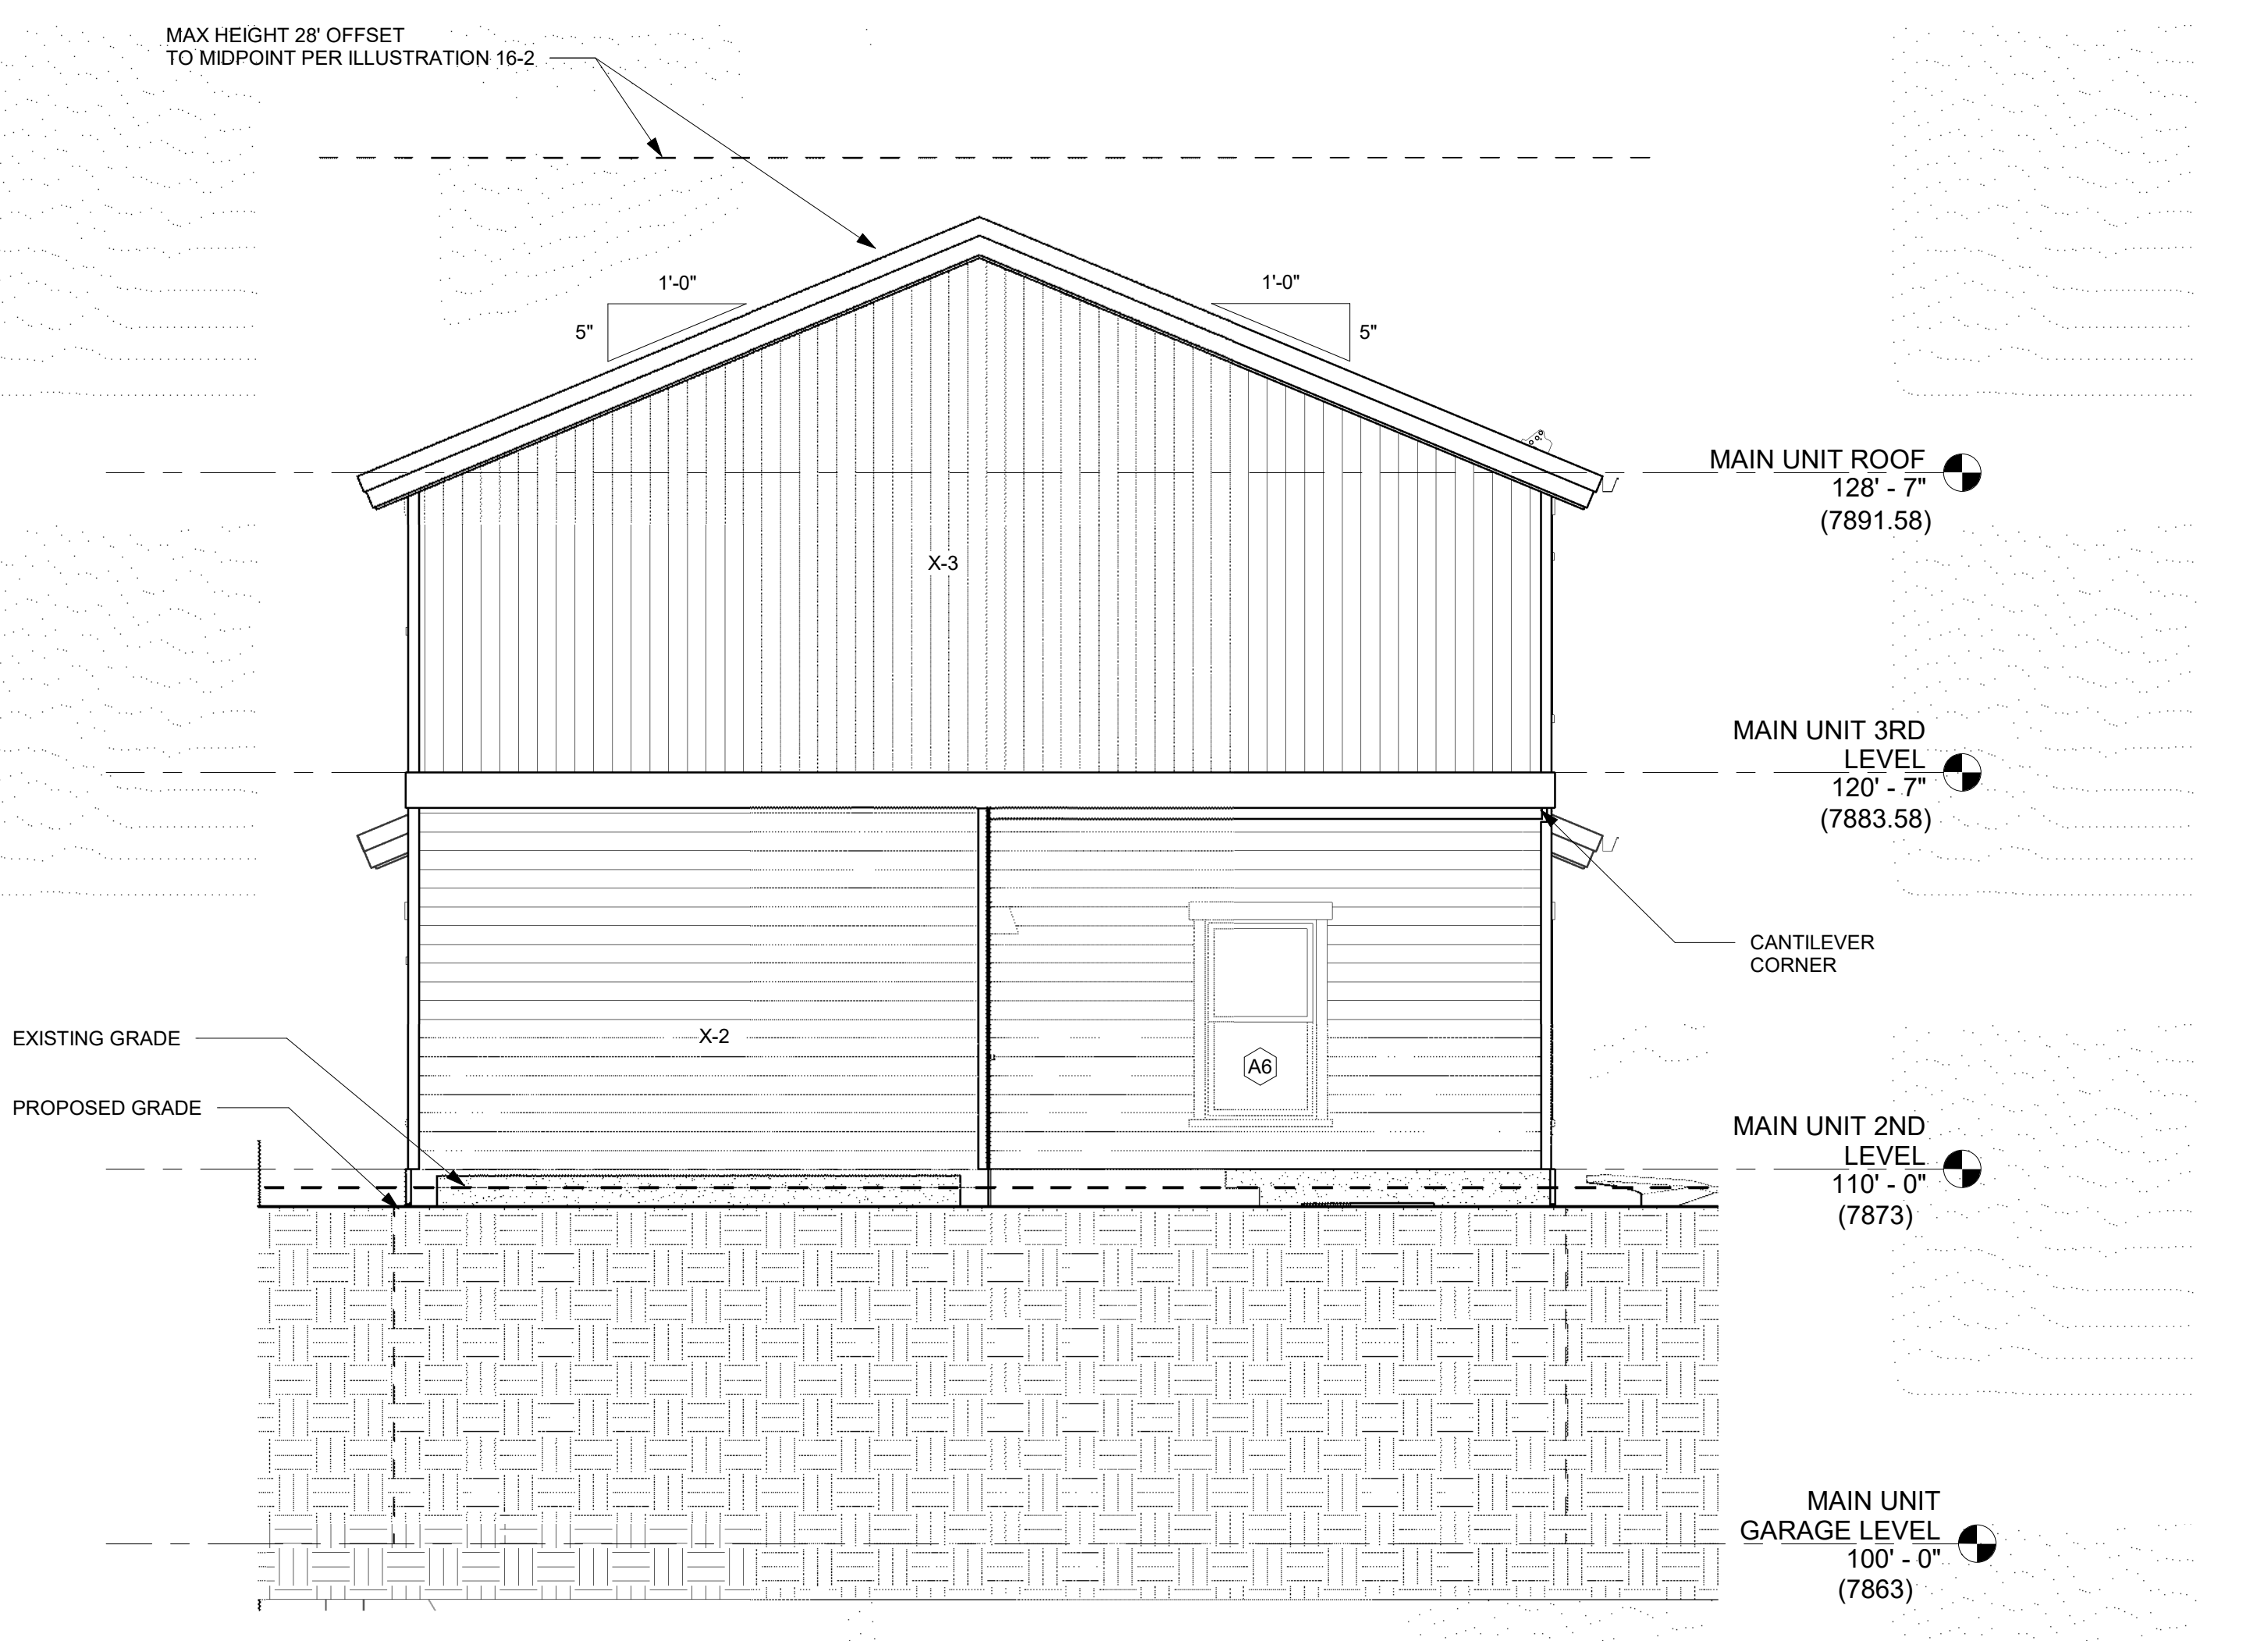 MAX HEIGHT 28' OFFSET
TO MIDPOINT PER ILLUSTRATION 16-2
1'-0"
5"
1'-0"
5"
MAIN UNIT ROOF
128' - 7"
(7891.58)
X-3
MAIN UNIT 3RD
LEVEL
120' - 7"
(7883.58)
CANTILEVER
CORNER
EXISTING GRADE
X-2
A6
PROPOSED GRADE
MAIN UNIT 2ND
LEVEL
110' - 0"
(7873)
MAIN UNIT
GARAGE LEVEL
100' - 0"
(7863)